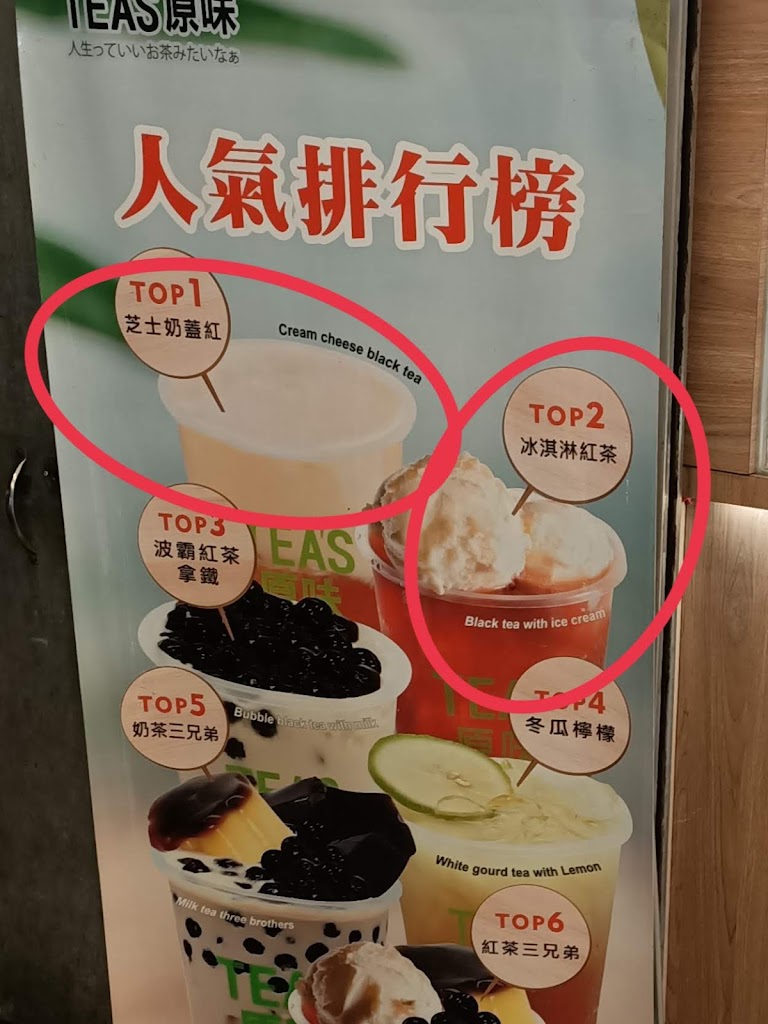 TEAS原味
人生っていいお茶みたいなぁ
人氣排行榜
TOP1
芝士奶蓋紅
Cream cheese black tea
TOP2
冰淇淋紅茶
Black tea with ice cream
TOP3
波霸紅茶
拿鐵
TEAS
原味
Bubble black tea with milk
TOP4
冬瓜檸檬
White gourd tea with Lemon
TOP5
奶茶三兄弟
Milk tea three brothers
TOP6
紅茶三兄弟